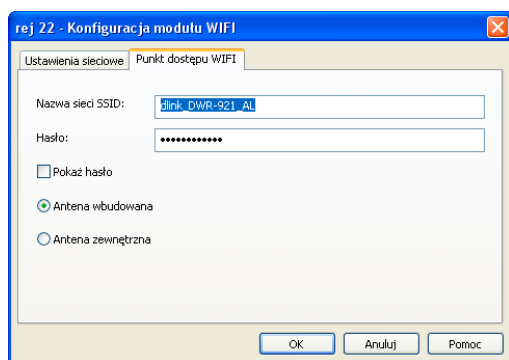 rej 22 - Konfiguracja modułu WIFI
Ustawienia sieciowe Punkt dostępu WIFI
Nazwa sieci SSID: dlink_DWR-921_AL
Hasło: ••••••••••••
Pokaż hasło
Antena wbudowana
Antena zewnętrzna
OK Anuluj Pomoc